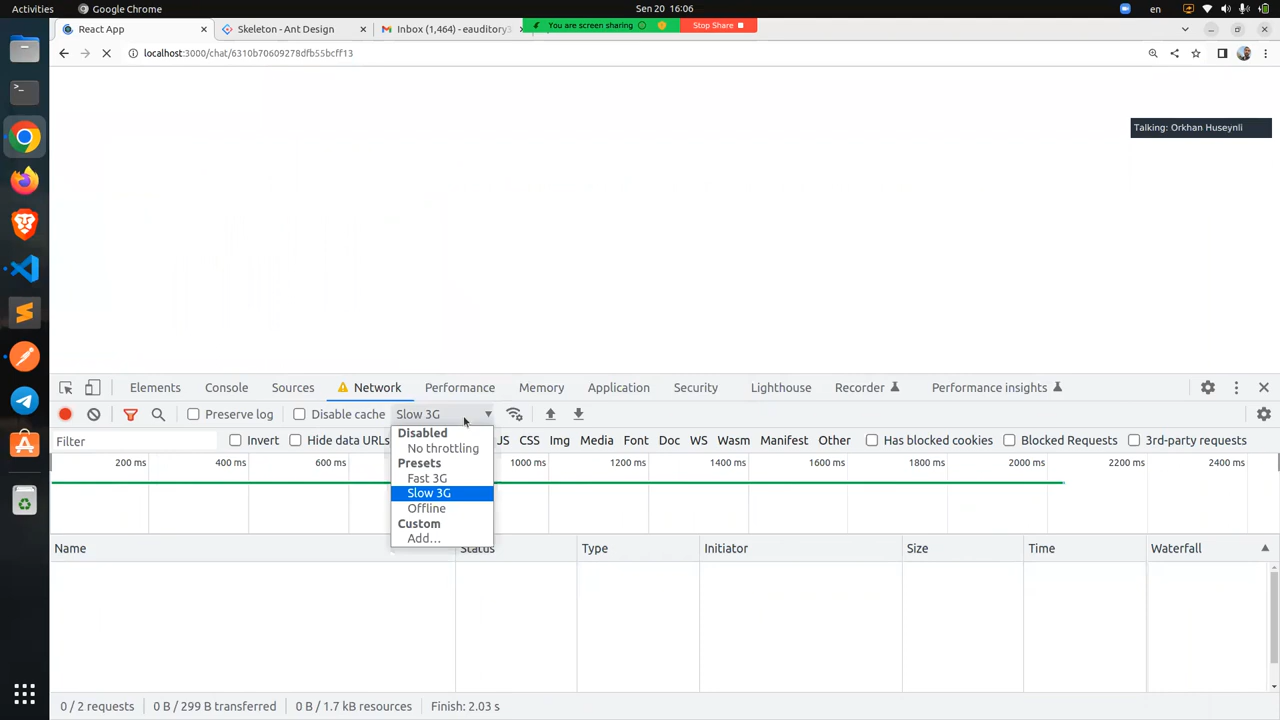 Activities
Google Chrome
Sen 20 16:06
en
React App
Skeleton - Ant Design
Inbox (1,464) - eauditory3
You are screen sharing
Stop Share
localhost:3000/chat/6310b70609278dfb55bcff13
Talking: Orkhan Huseynli
Elements
Console
Sources
Network
Performance
Memory
Application
Security
Lighthouse
Recorder
Performance insights
Preserve log
Disable cache
Slow 3G
Disabled
No throttling
Presets
Fast 3G
Slow 3G
Offline
Custom
Add…
Filter
Invert
Hide data URLs
JS
CSS
Img
Media
Font
Doc
WS
Wasm
Manifest
Other
Has blocked cookies
Blocked Requests
3rd-party requests
200 ms
400 ms
600 ms
1000 ms
1200 ms
1400 ms
1600 ms
1800 ms
2000 ms
2200 ms
2400 ms
Name
Status
Type
Initiator
Size
Time
Waterfall
0 / 2 requests
0 B / 299 B transferred
0 B / 1.7 kB resources
Finish: 2.03 s